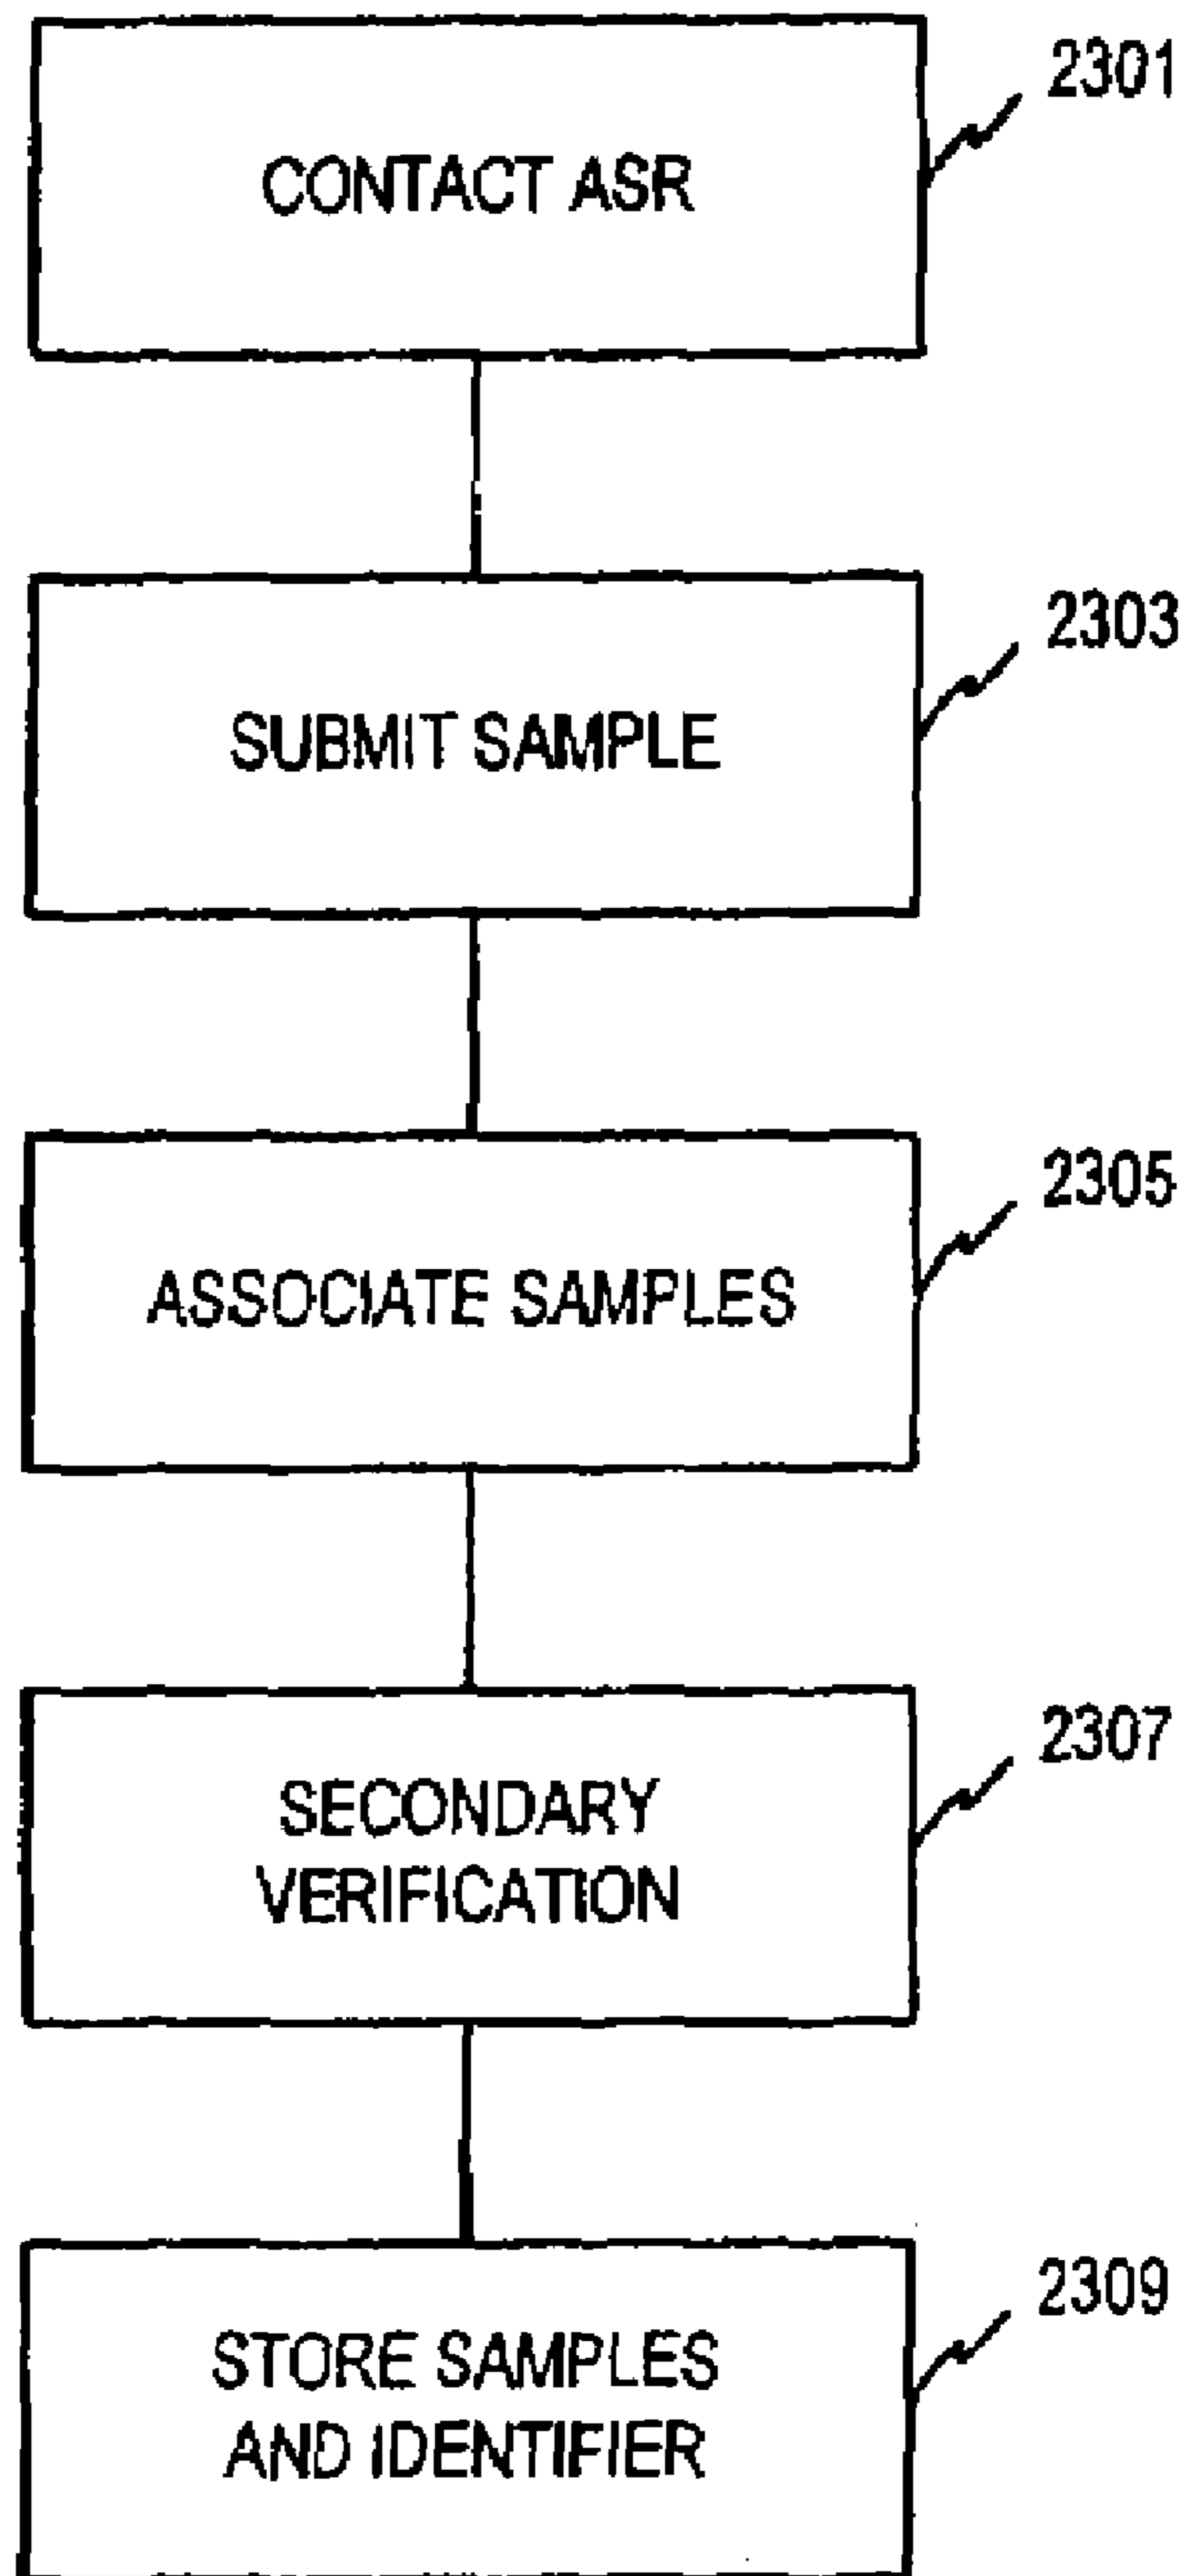 2301
CONTACT ASR
2303
SUBMIT SAMPLE
2305
ASSOCIATE SAMPLES
2307
SECONDARY
VERIFICATION
2309
STORE SAMPLES
AND IDENTIFIER